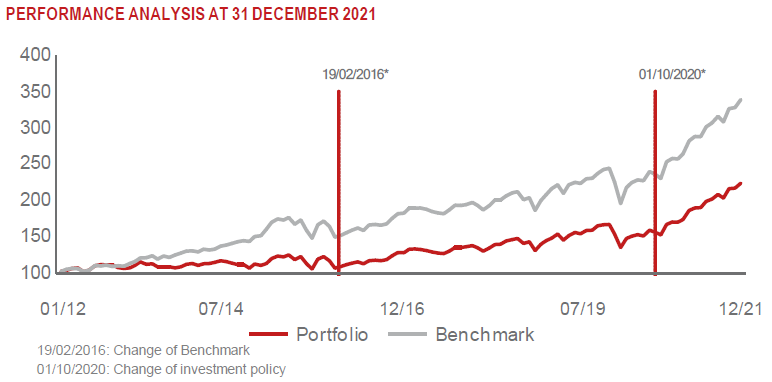 PERFORMANCE ANALYSIS AT 31 DECEMBER 2021
400
19/02/2016*
01/10/2020*
350
300
250
200
150
100
01/12
07/14
12/16
07/19
12/21
Portfolio
Benchmark
19/02/2016: Change of Benchmark
01/10/2020: Change of investment policy